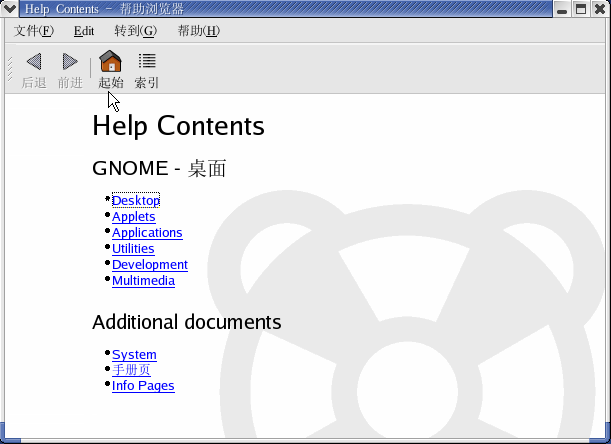 Help Contents - 帮助浏览器
文件(F) Edit 转到(G) 帮助(H)
后退 前进 起始 索引
Help Contents
GNOME - 桌面
Desktop
Applets
Applications
Utilities
Development
Multimedia
Additional documents
System
手册页
Info Pages